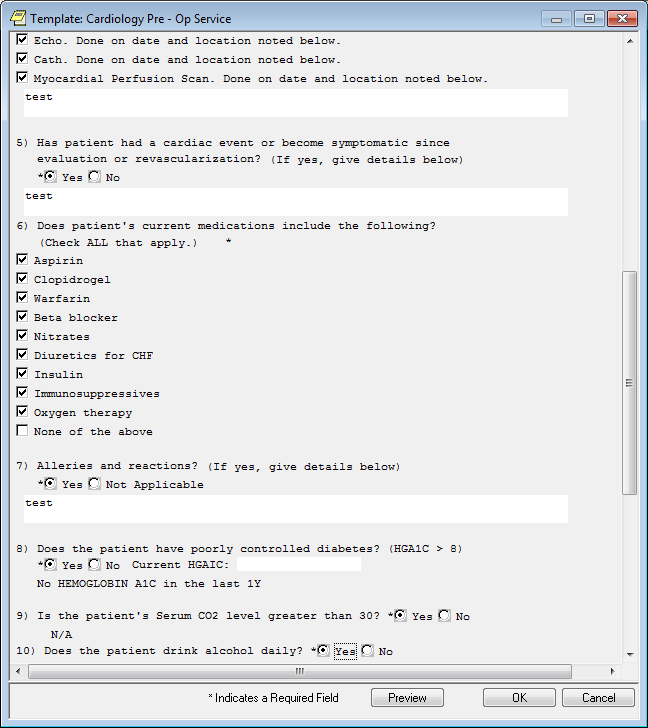 Template: Cardiology Pre - Op Service
Echo. Done on date and location noted below.
Cath. Done on date and location noted below.
Myocardial Perfusion Scan. Done on date and location noted below.
test
5) Has patient had a cardiac event or become symptomatic since
evaluation or revascularization? (If yes, give details below)
* Yes No
test
6) Does patient's current medications include the following?
(Check ALL that apply.) *
Aspirin
Clopidrogel
Warfarin
Beta blocker
Nitrates
Diuretics for CHF
Insulin
Immunosuppressives
Oxygen therapy
None of the above
7) Alleries and reactions? (If yes, give details below)
* Yes Not Applicable
test
8) Does the patient have poorly controlled diabetes? (HGA1C > 8)
* Yes No Current HGAIC:
No HEMOGLOBIN A1C in the last 1Y
9) Is the patient's Serum CO2 level greater than 30? * Yes No
N/A
10) Does the patient drink alcohol daily? * Yes No
* Indicates a Required Field Preview OK Cancel